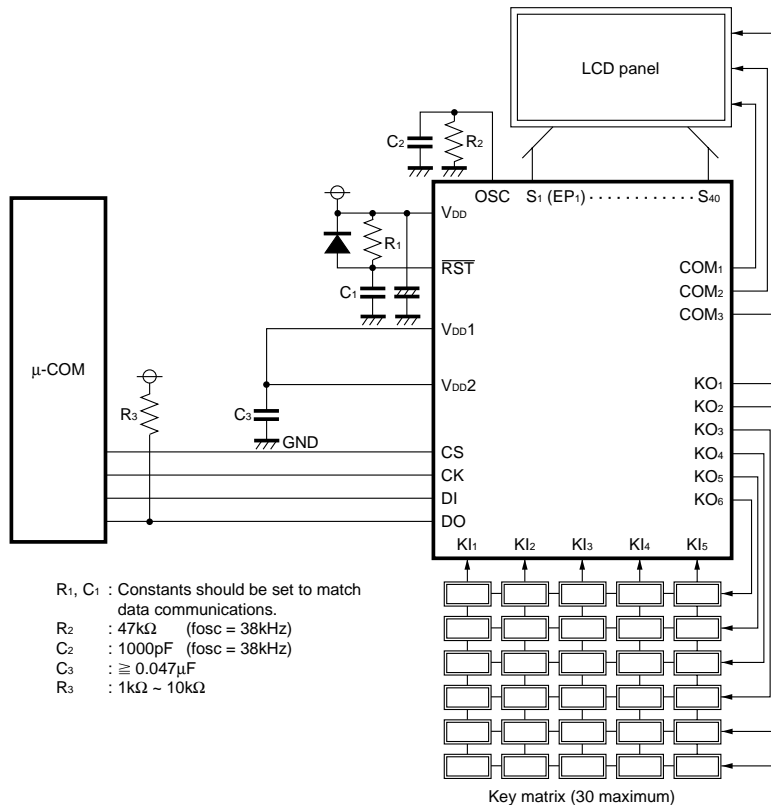 LCD panel
C2
R2
OSC
S1 (EP1) · · · · · · · · · · · · · S40
VDD
R1
RST
C1
COM1
COM2
COM3
VDD1
μ-COM
VDD2
KO1
KO2
KO3
KO4
KO5
KO6
R3
C3
GND
CS
CK
DI
DO
KI1 KI2 KI3 KI4 KI5
R1, C1 : Constants should be set to match
data communications.
R2 : 47kΩ (fosc = 38kHz)
C2 : 1000pF (fosc = 38kHz)
C3 : ≧ 0.047μF
R3 : 1kΩ ~ 10kΩ
Key matrix (30 maximum)